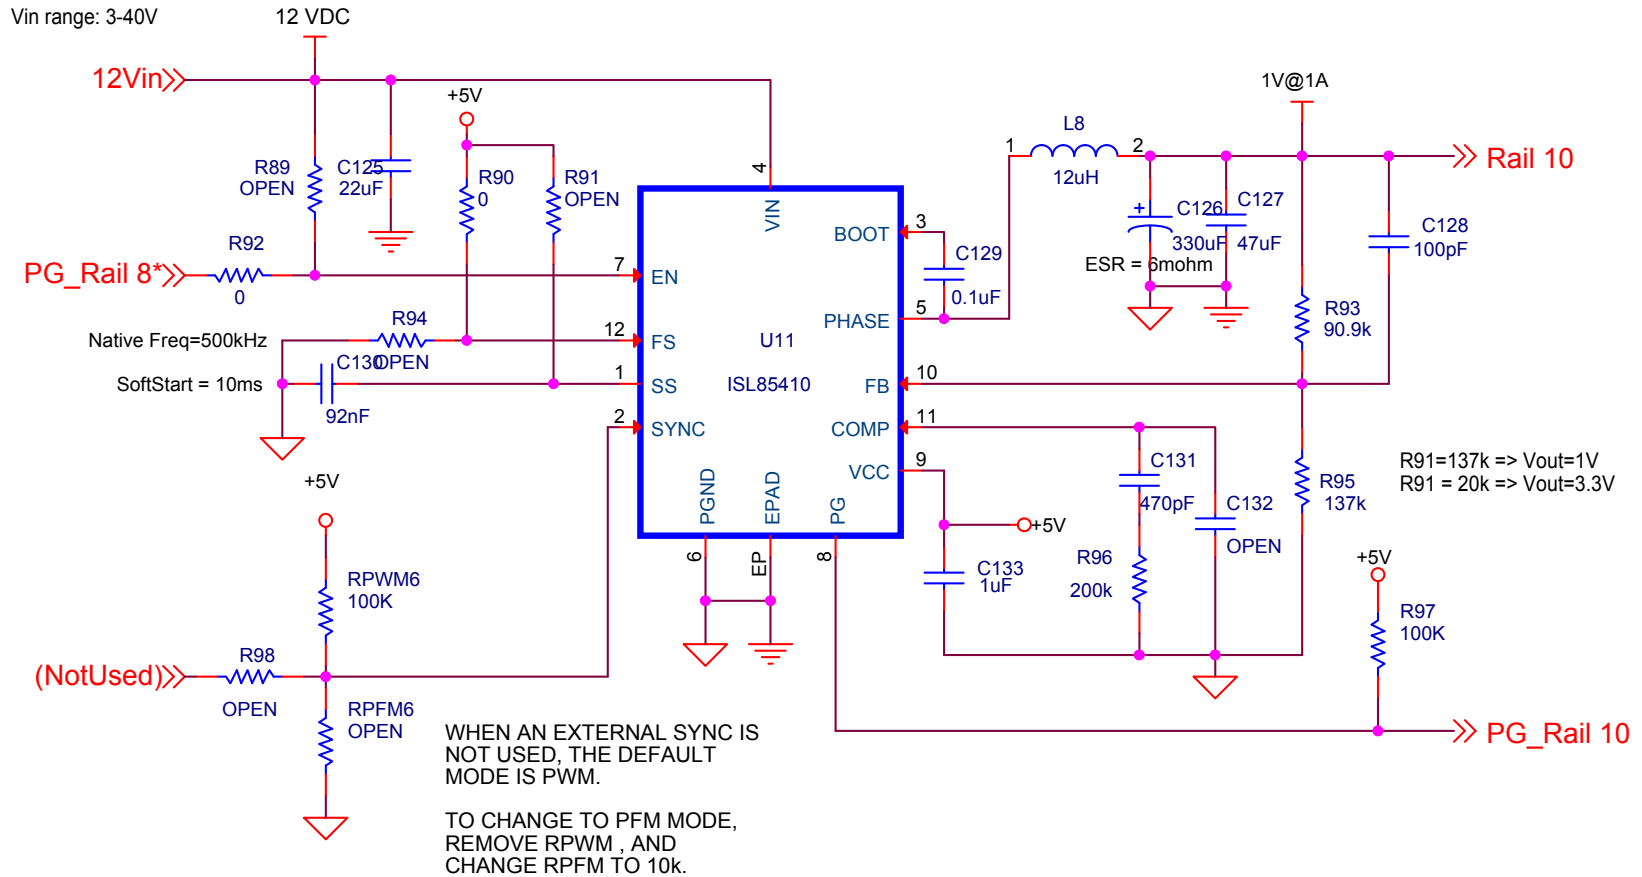 Vin range: 3-40V
12 VDC
12Vin
+5V
1V@1A
L8
1
2
12uH
Rail 10
R89
OPEN
C125
22uF
R90
0
R91
OPEN
4
VIN
BOOT
3
C129
0.1uF
C126
330uF
ESR = 6mohm
C127
47uF
C128
100pF
R92
0
PG_Rail 8*
7
EN
PHASE
5
R93
90.9k
Native Freq=500kHz
R94
OPEN
12
FS
U11
ISL85410
SoftStart = 10ms
C130
92nF
1
SS
FB
10
2
SYNC
COMP
11
VCC
9
C131
470pF
C132
OPEN
R95
137k
R91=137k => Vout=1V
R91 = 20k => Vout=3.3V
PGND
EPAD
PG
6
EP
8
+5V
+5V
C133
1uF
R96
200k
+5V
R97
100K
RPWM6
100K
(NotUsed)
R98
OPEN
RPFM6
OPEN
PG_Rail 10
WHEN AN EXTERNAL SYNC IS
NOT USED, THE DEFAULT
MODE IS PWM.
TO CHANGE TO PFM MODE,
REMOVE RPWM , AND
CHANGE RPFM TO 10k.